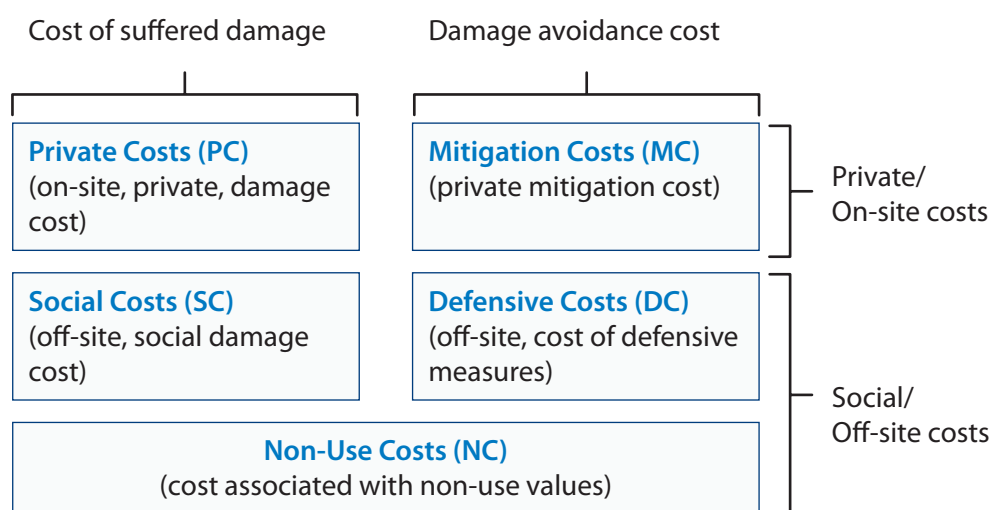 Cost of suffered damage
Damage avoidance cost
Private Costs (PC)
(on-site, private, damage
cost)
Mitigation Costs (MC)
(private mitigation cost)
Private/
On-site costs
Social Costs (SC)
(off-site, social damage
cost)
Defensive Costs (DC)
(off-site, cost of defensive
measures)
Social/
Off-site costs
Non-Use Costs (NC)
(cost associated with non-use values)